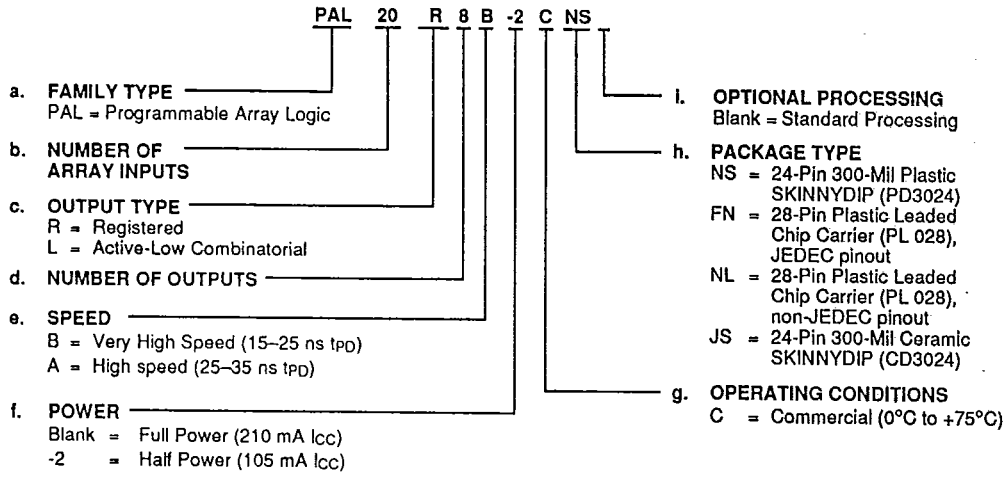 PAL 20 R 8 B -2 C NS
a. FAMILY TYPE
PAL = Programmable Array Logic
b. NUMBER OF
ARRAY INPUTS
c. OUTPUT TYPE
R = Registered
L = Active-Low Combinatorial
d. NUMBER OF OUTPUTS
e. SPEED
B = Very High Speed (15–25 ns tPD)
A = High speed (25–35 ns tPD)
f. POWER
Blank = Full Power (210 mA ICC)
-2 = Half Power (105 mA ICC)
i. OPTIONAL PROCESSING
Blank = Standard Processing
h. PACKAGE TYPE
NS = 24-Pin 300-Mil Plastic
SKINNYDIP (PD3024)
FN = 28-Pin Plastic Leaded
Chip Carrier (PL 028),
JEDEC pinout
NL = 28-Pin Plastic Leaded
Chip Carrier (PL 028),
non-JEDEC pinout
JS = 24-Pin 300-Mil Ceramic
SKINNYDIP (CD3024)
g. OPERATING CONDITIONS
C = Commercial (0°C to +75°C)